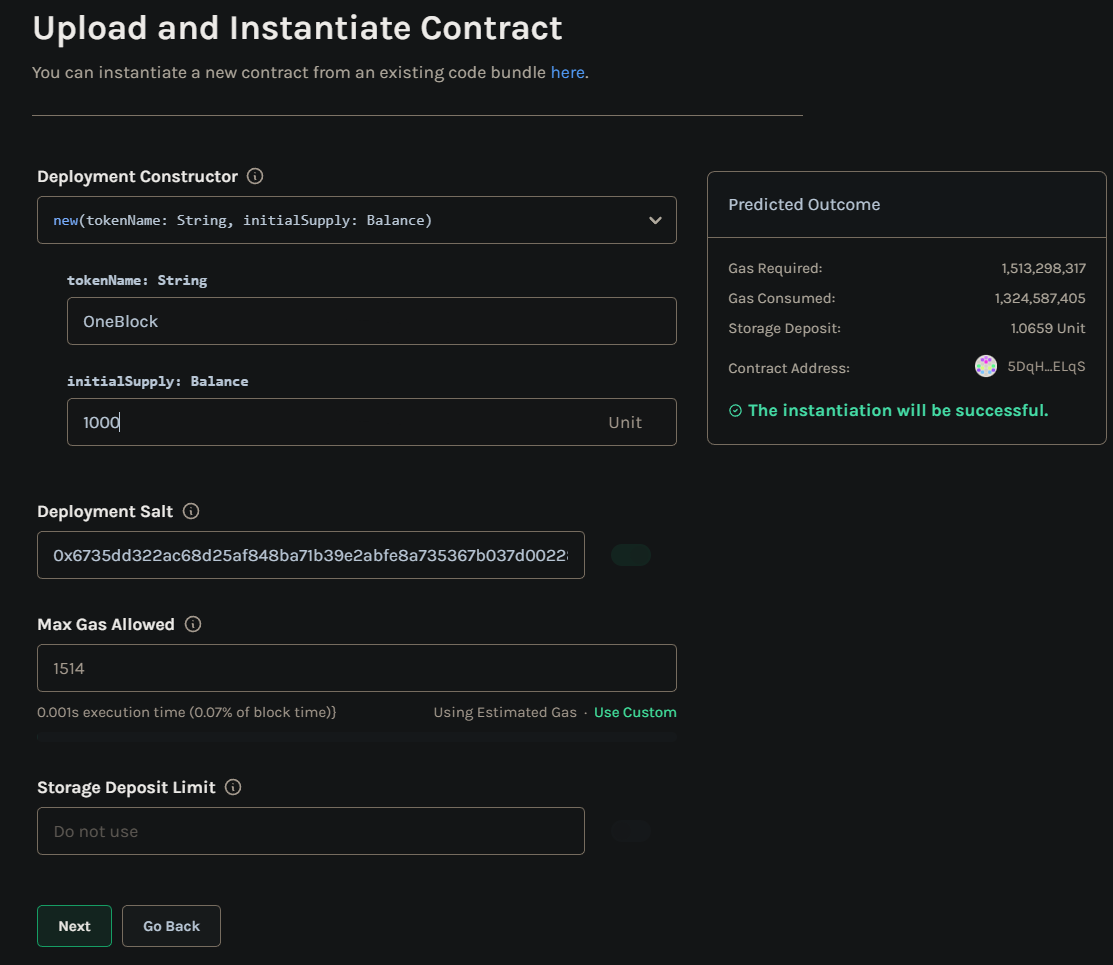 Upload and Instantiate Contract
You can instantiate a new contract from an existing code bundle here.
Deployment Constructor
new(tokenName: String, initialSupply: Balance)
tokenName: String
OneBlock
initialSupply: Balance
1000 Unit
Deployment Salt
0x6735dd322ac68d25af848ba71b39e2abfe8a735367b037d0022
Max Gas Allowed
1514
0.001s execution time (0.07% of block time)}
Using Estimated Gas · Use Custom
Storage Deposit Limit
Do not use
Next
Go Back
Predicted Outcome
Gas Required: 1,513,298,317
Gas Consumed: 1,324,587,405
Storage Deposit: 1.0659 Unit
Contract Address: 5DqH…ELqS
The instantiation will be successful.